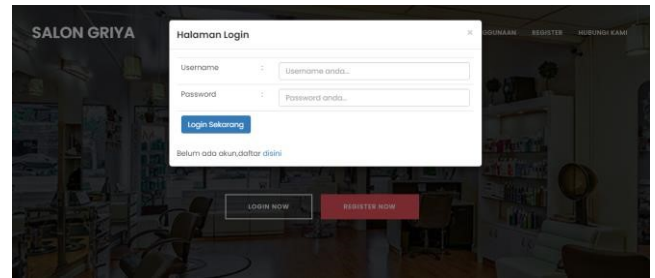 SALON GRIYA
Halaman Login
×
GGUNAAN
REGISTER
HUBUNGI KAMI
Username :
Username anda...
Password :
Password anda...
Login Sekarang
Belum ada akun,daftar disini
LOGIN NOW
REGISTER NOW